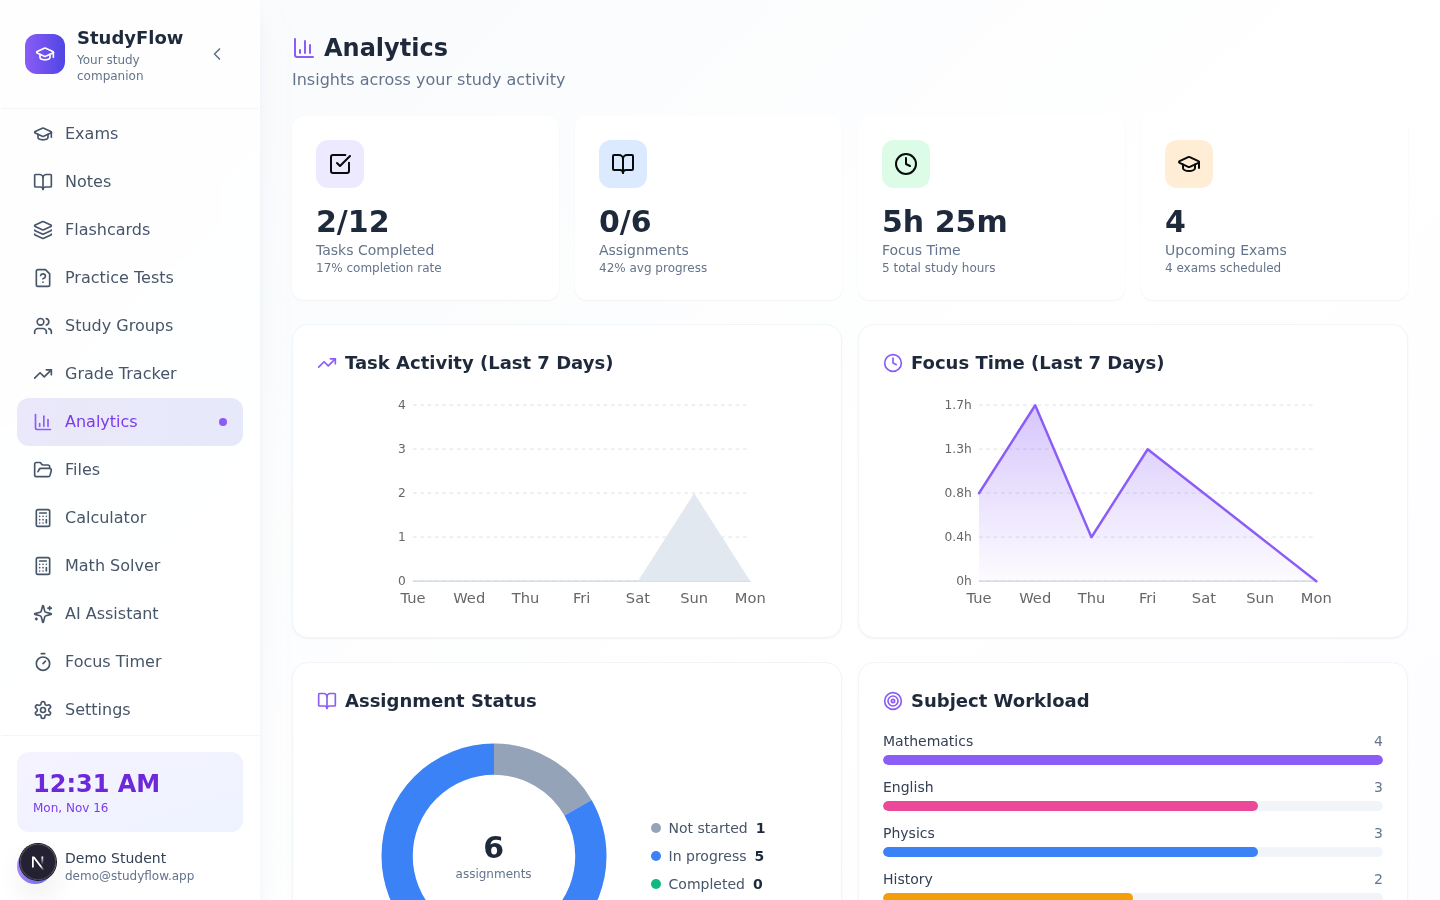 StudyFlow
Your study
companion
Exams
Notes
Flashcards
Practice Tests
Study Groups
Grade Tracker
Analytics
Files
Calculator
Math Solver
AI Assistant
Focus Timer
Settings
12:31 AM
Mon, Nov 16
N
Demo Student
demo@studyflow.app
Analytics
Insights across your study activity
2/12
Tasks Completed
17% completion rate
0/6
Assignments
42% avg progress
5h 25m
Focus Time
5 total study hours
4
Upcoming Exams
4 exams scheduled
Task Activity (Last 7 Days)
4
3
2
1
0
Tue Wed Thu Fri Sat Sun Mon
Focus Time (Last 7 Days)
1.7h
1.3h
0.8h
0.4h
0h
Tue Wed Thu Fri Sat Sun Mon
Assignment Status
6
assignments
Not started 1
In progress 5
Completed 0
Subject Workload
Mathematics 4
English 3
Physics 3
History 2